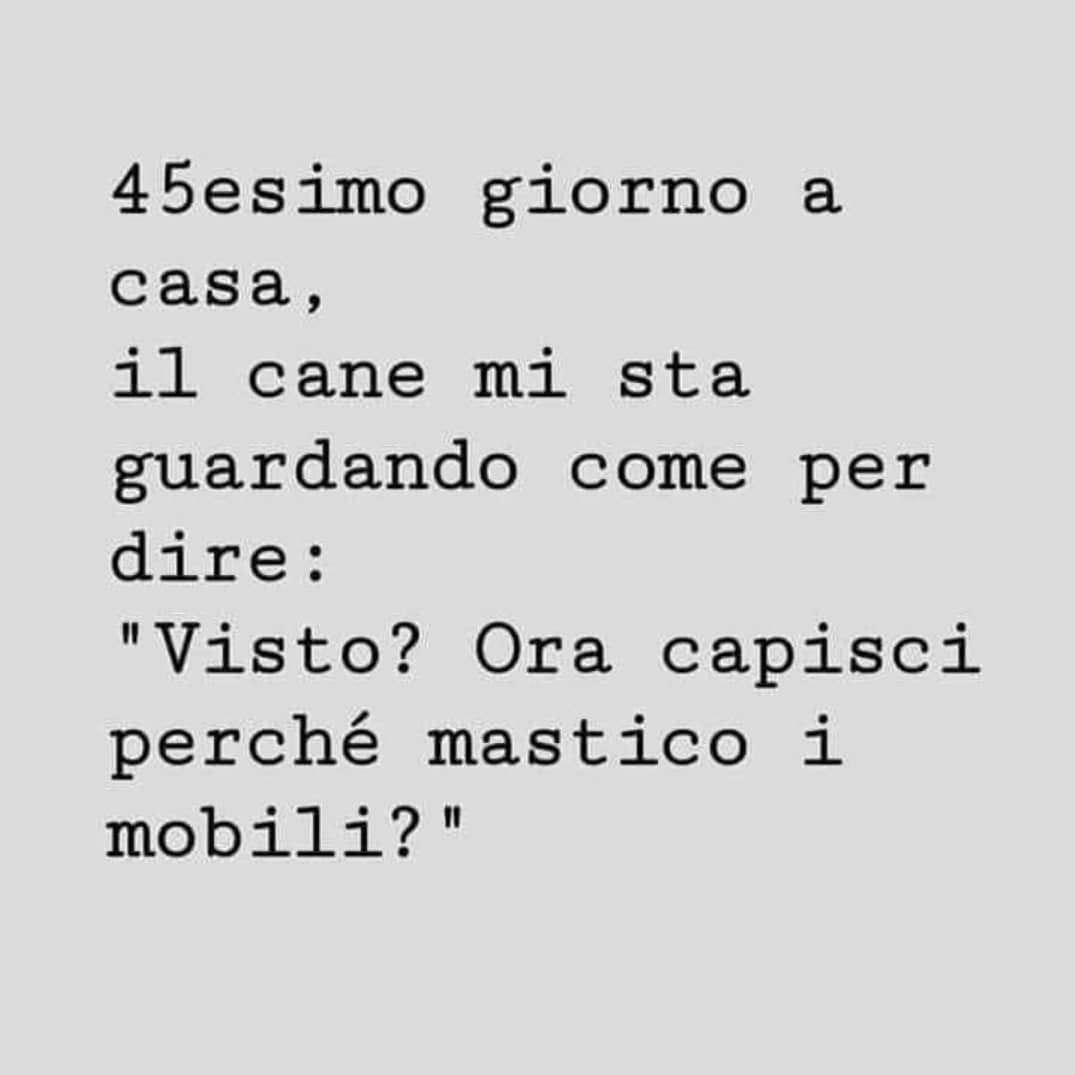 45esimo giorno a
casa,
il cane mi sta
guardando come per
dire:
"Visto? Ora capisci
perché mastico i
mobili?"